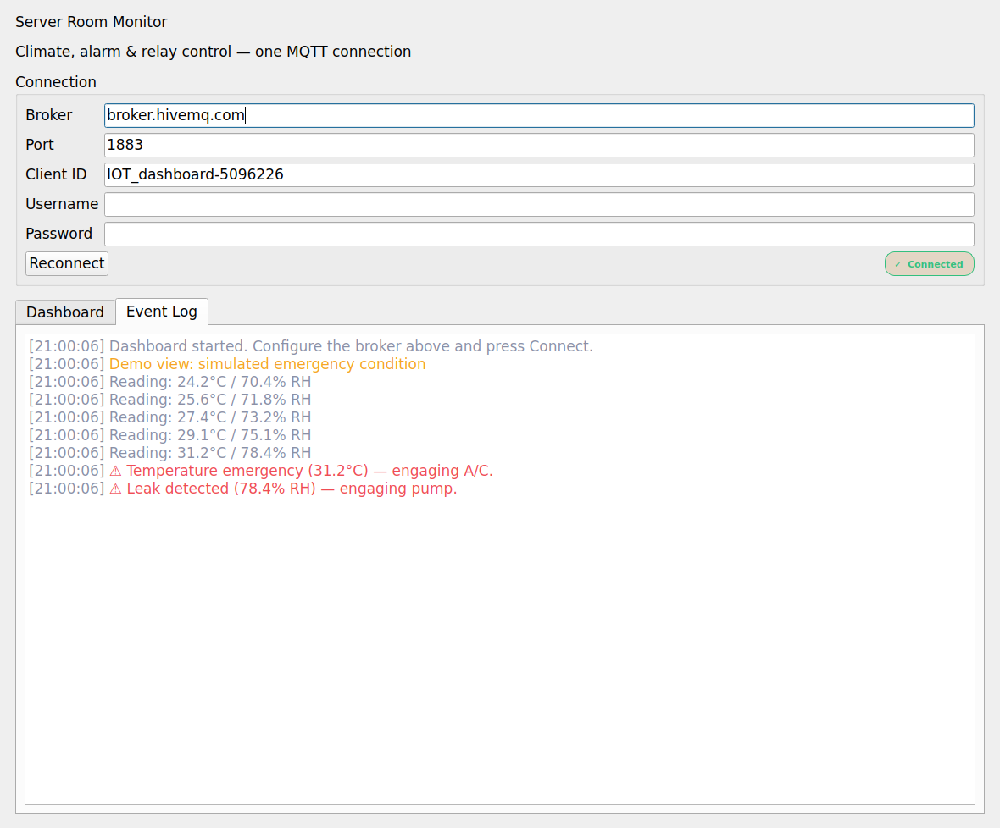 Server Room Monitor
Climate, alarm & relay control — one MQTT connection
Connection
Broker broker.hivemq.com
Port 1883
Client ID IOT_dashboard-5096226
Username
Password
Reconnect ✓ Connected
Dashboard Event Log
[21:00:06] Dashboard started. Configure the broker above and press Connect.
[21:00:06] Demo view: simulated emergency condition
[21:00:06] Reading: 24.2°C / 70.4% RH
[21:00:06] Reading: 25.6°C / 71.8% RH
[21:00:06] Reading: 27.4°C / 73.2% RH
[21:00:06] Reading: 29.1°C / 75.1% RH
[21:00:06] Reading: 31.2°C / 78.4% RH
[21:00:06] ⚠ Temperature emergency (31.2°C) — engaging A/C.
[21:00:06] ⚠ Leak detected (78.4% RH) — engaging pump.